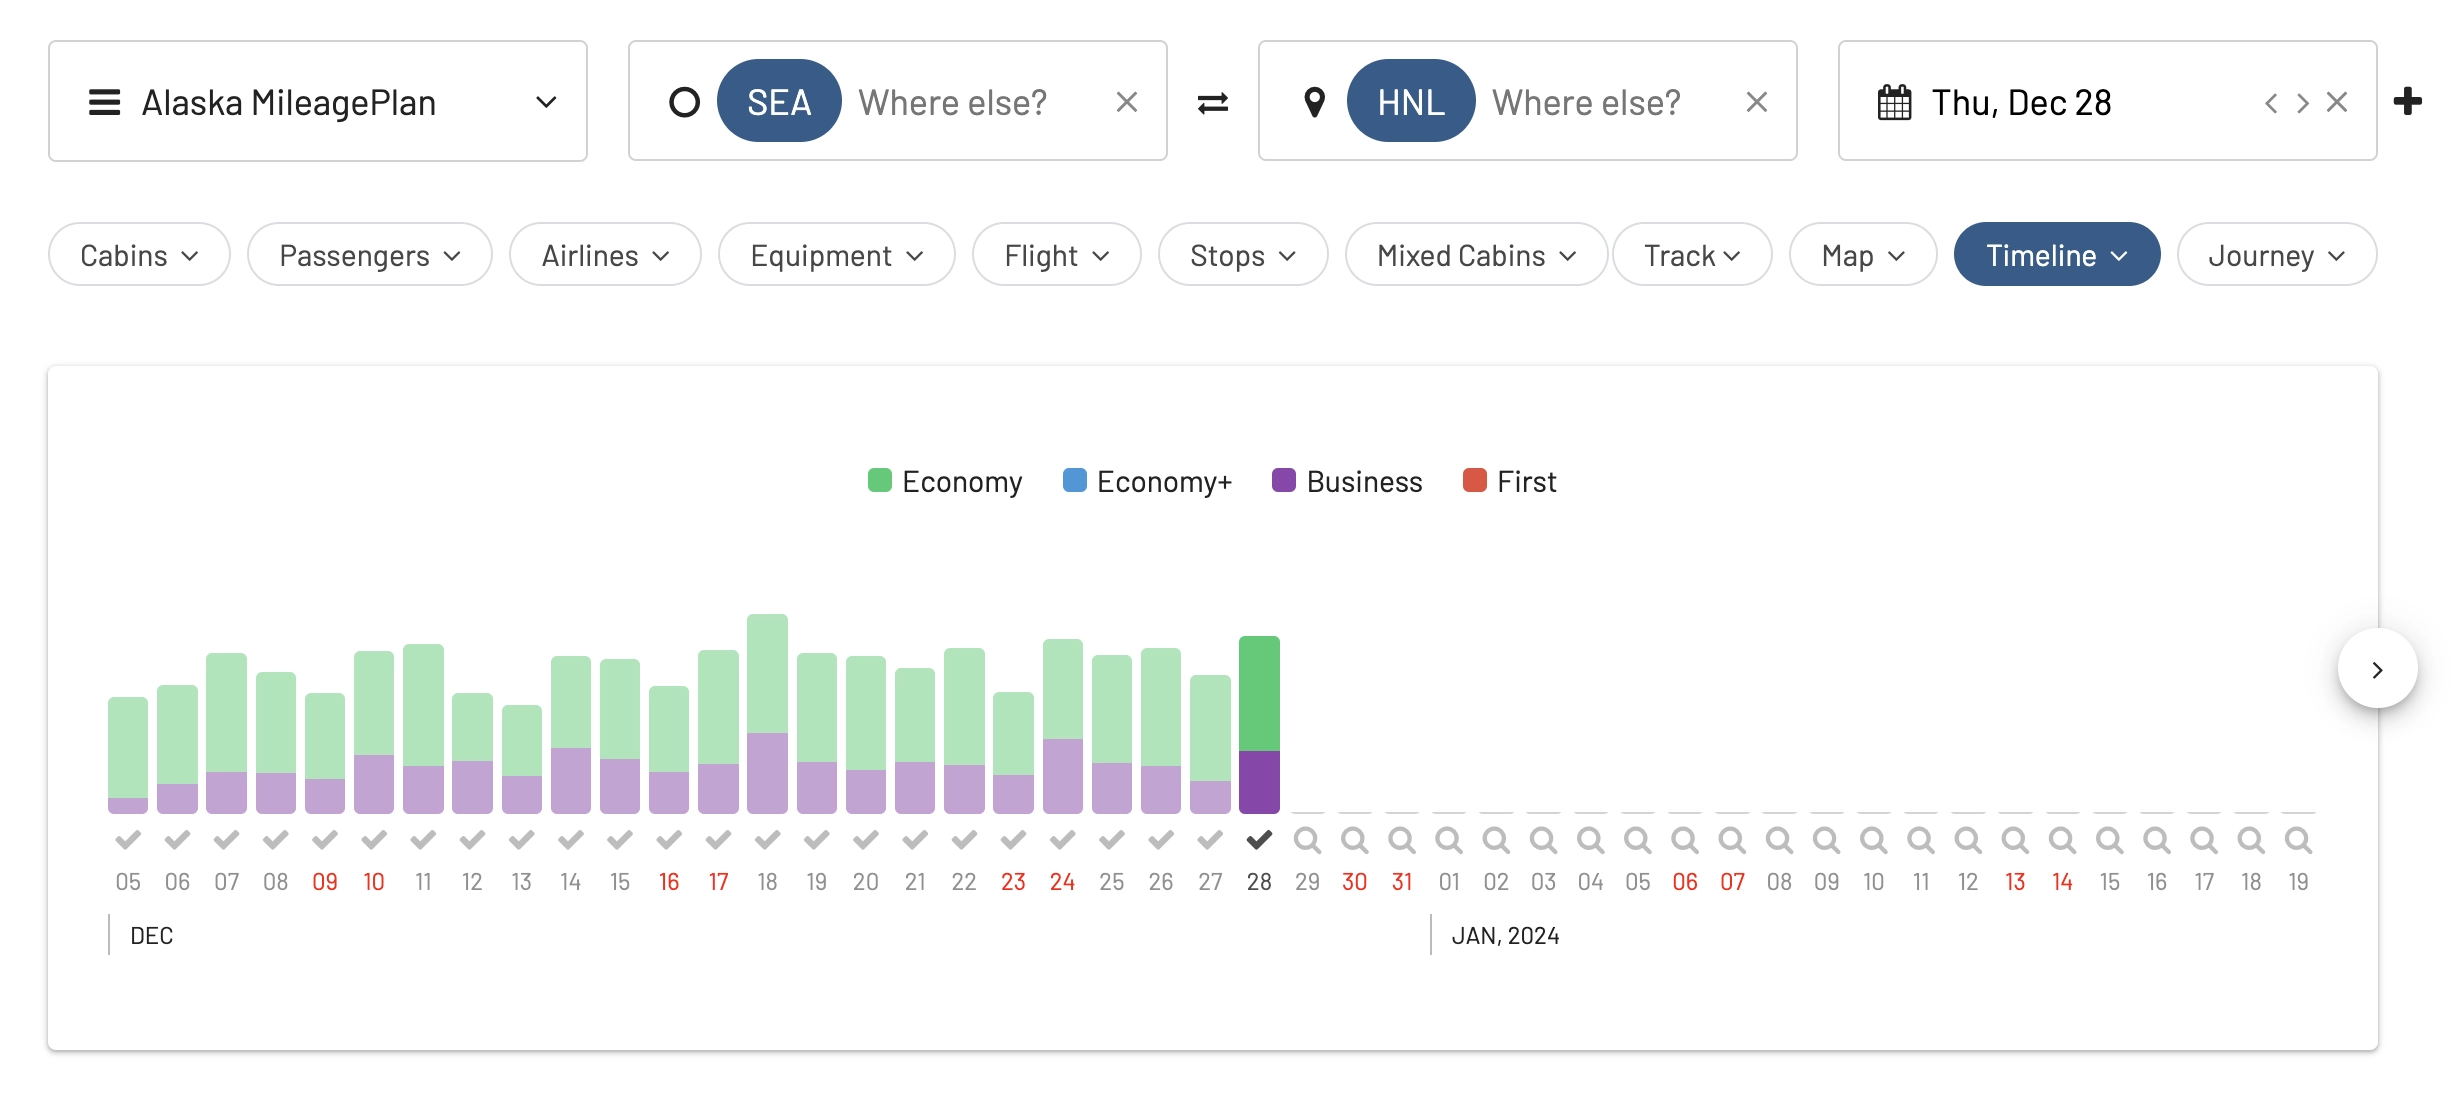 Alaska MileagePlan SEA Where else? HNL Where else? Thu, Dec 28
Cabins Passengers Airlines Equipment Flight Stops Mixed Cabins Track Map Timeline Journey
Economy Economy+ Business First
05 06 07 08 09 10 11 12 13 14 15 16 17 18 19 20 21 22 23 24 25 26 27 28 29 30 31 01 02 03 04 05 06 07 08 09 10 11 12 13 14 15 16 17 18 19
DEC JAN, 2024